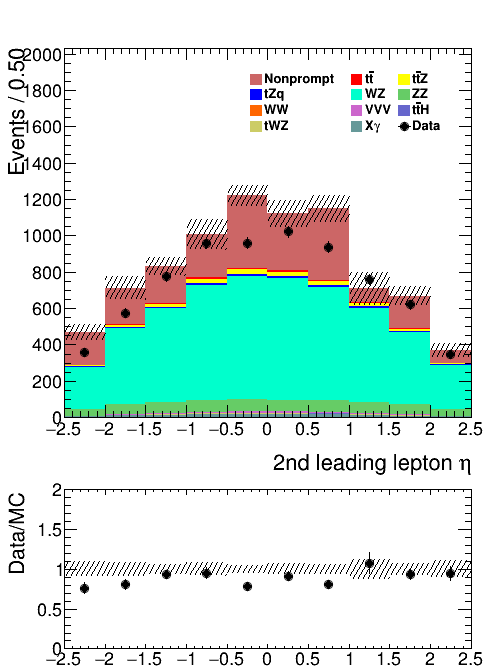 Events / 0.50
2000
1800
1600
1400
1200
1000
800
600
400
200
0
Nonprompt tt̄ tt̄Z
tZq WZ ZZ
WW VVV tt̄H
tWZ Xγ Data
−2.5 −2 −1.5 −1 −0.5 0 0.5 1 1.5 2 2.5
2nd leading lepton η
Data/MC
2
1.5
1
0.5
0
−2.5 −2 −1.5 −1 −0.5 0 0.5 1 1.5 2 2.5